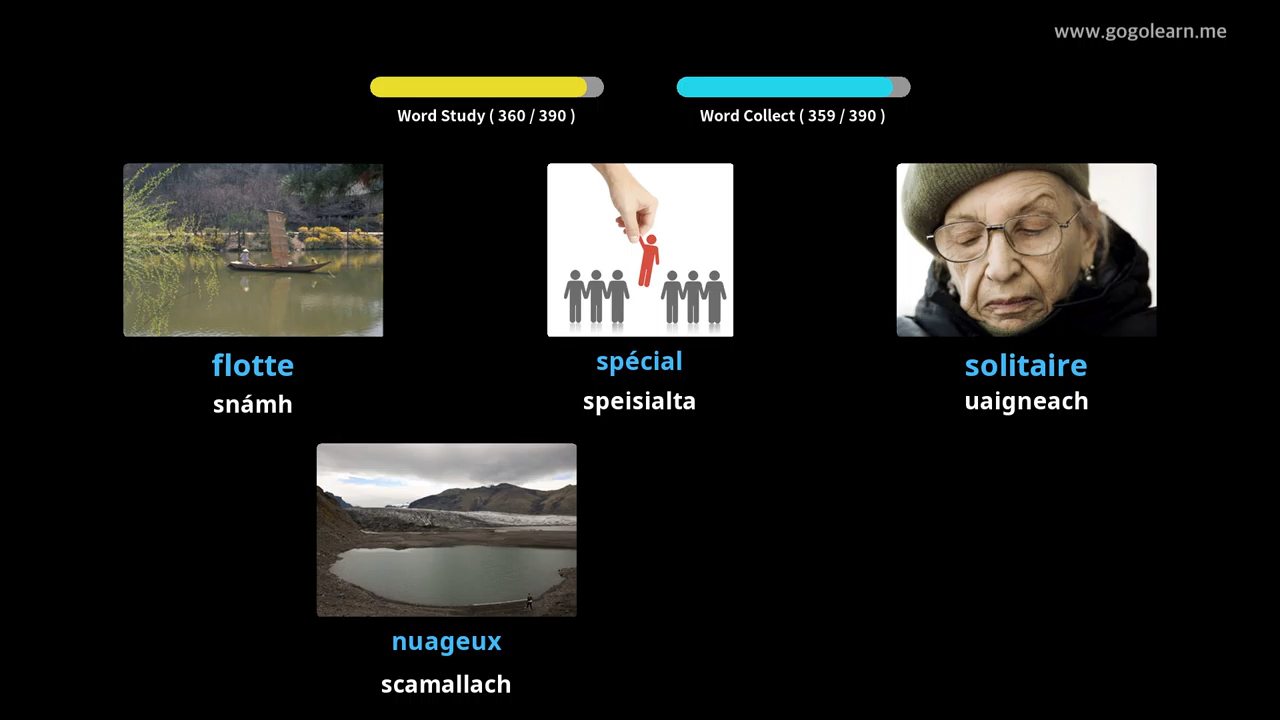 www.gogolearn.me
Word Study ( 360 / 390 )
Word Collect ( 359 / 390 )
flotte
spécial
solitaire
snámh
speisialta
uaigneach
nuageux
scamallach